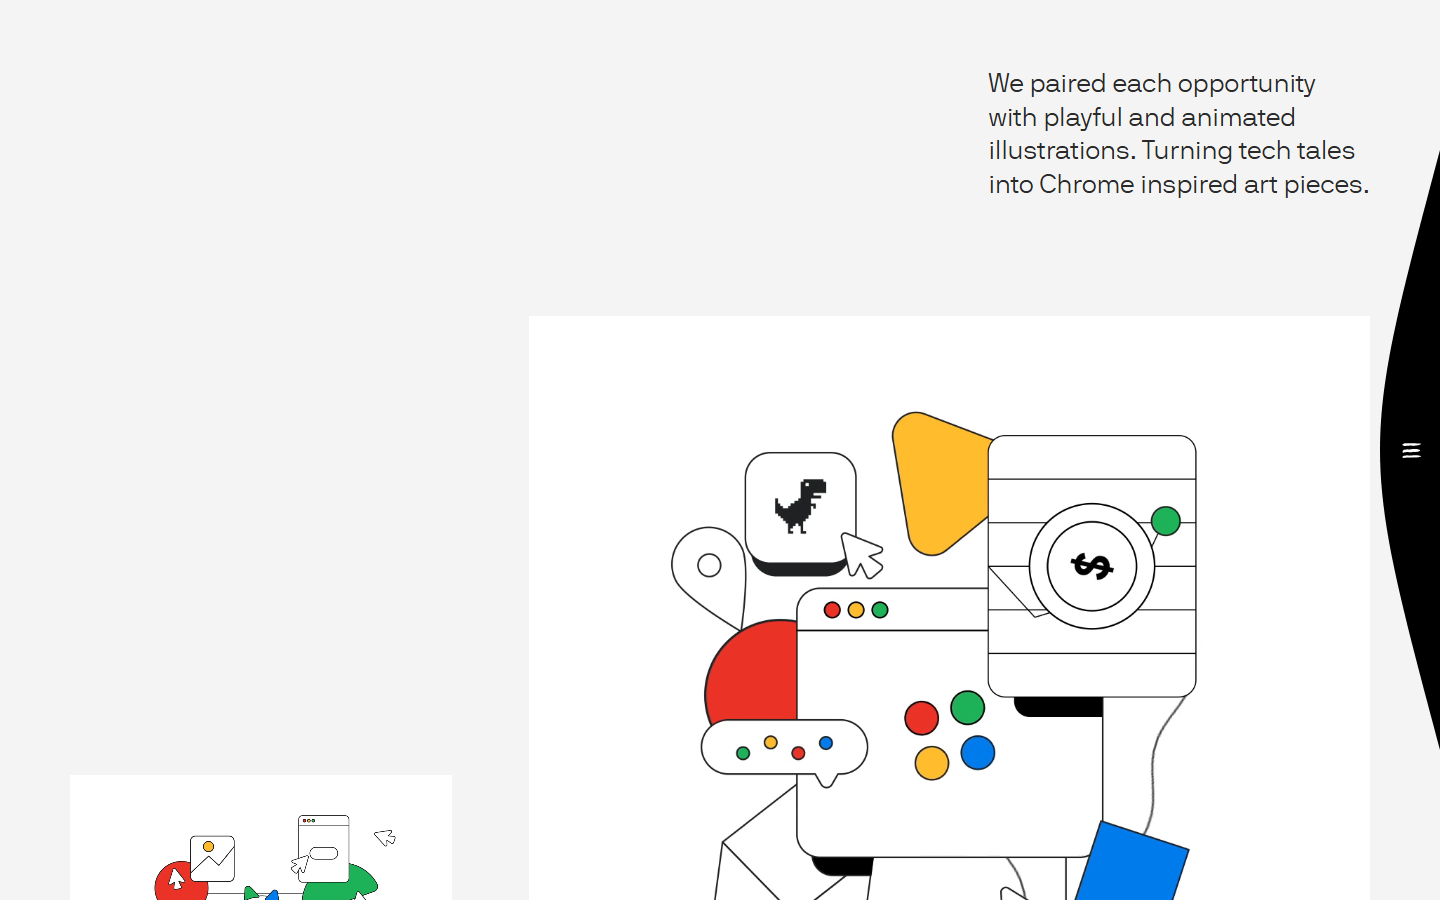 We paired each opportunity
with playful and animated
illustrations. Turning tech tales
into Chrome inspired art pieces.
$